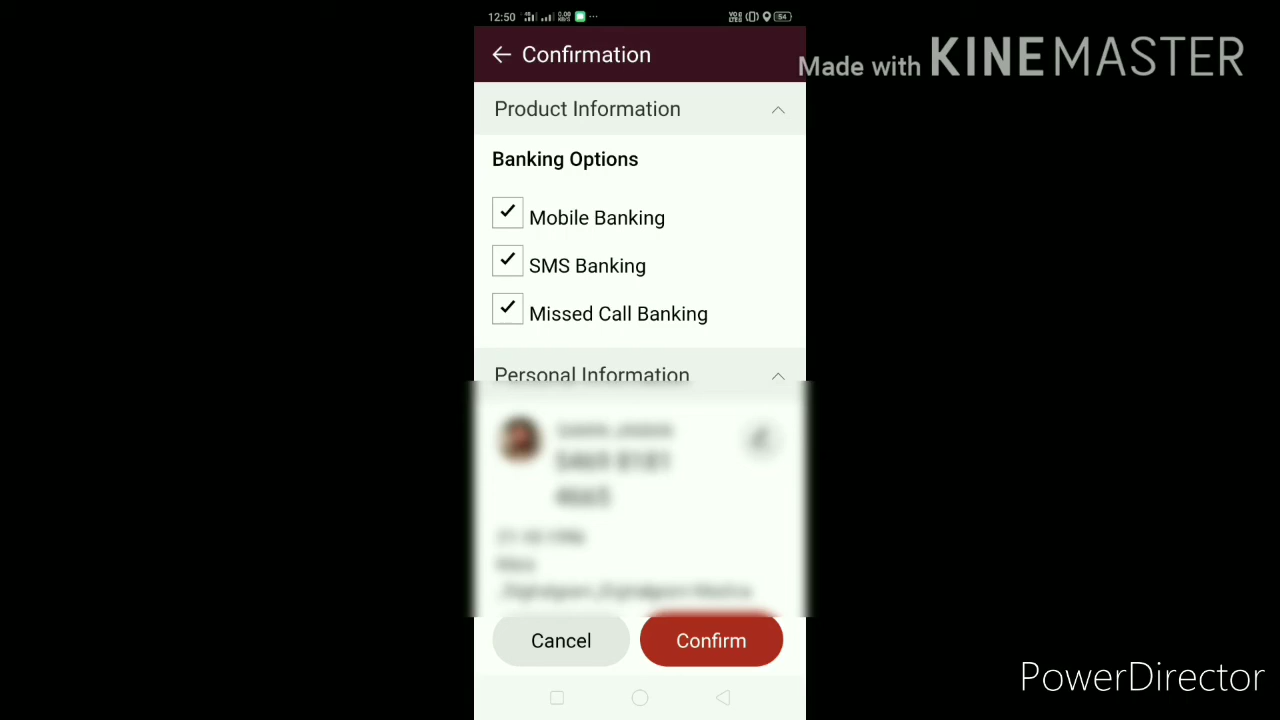 12:50
54
Confirmation
Made with KINEMASTER
Product Information
Banking Options
Mobile Banking
SMS Banking
Missed Call Banking
Personal Information
Cancel
Confirm
PowerDirector